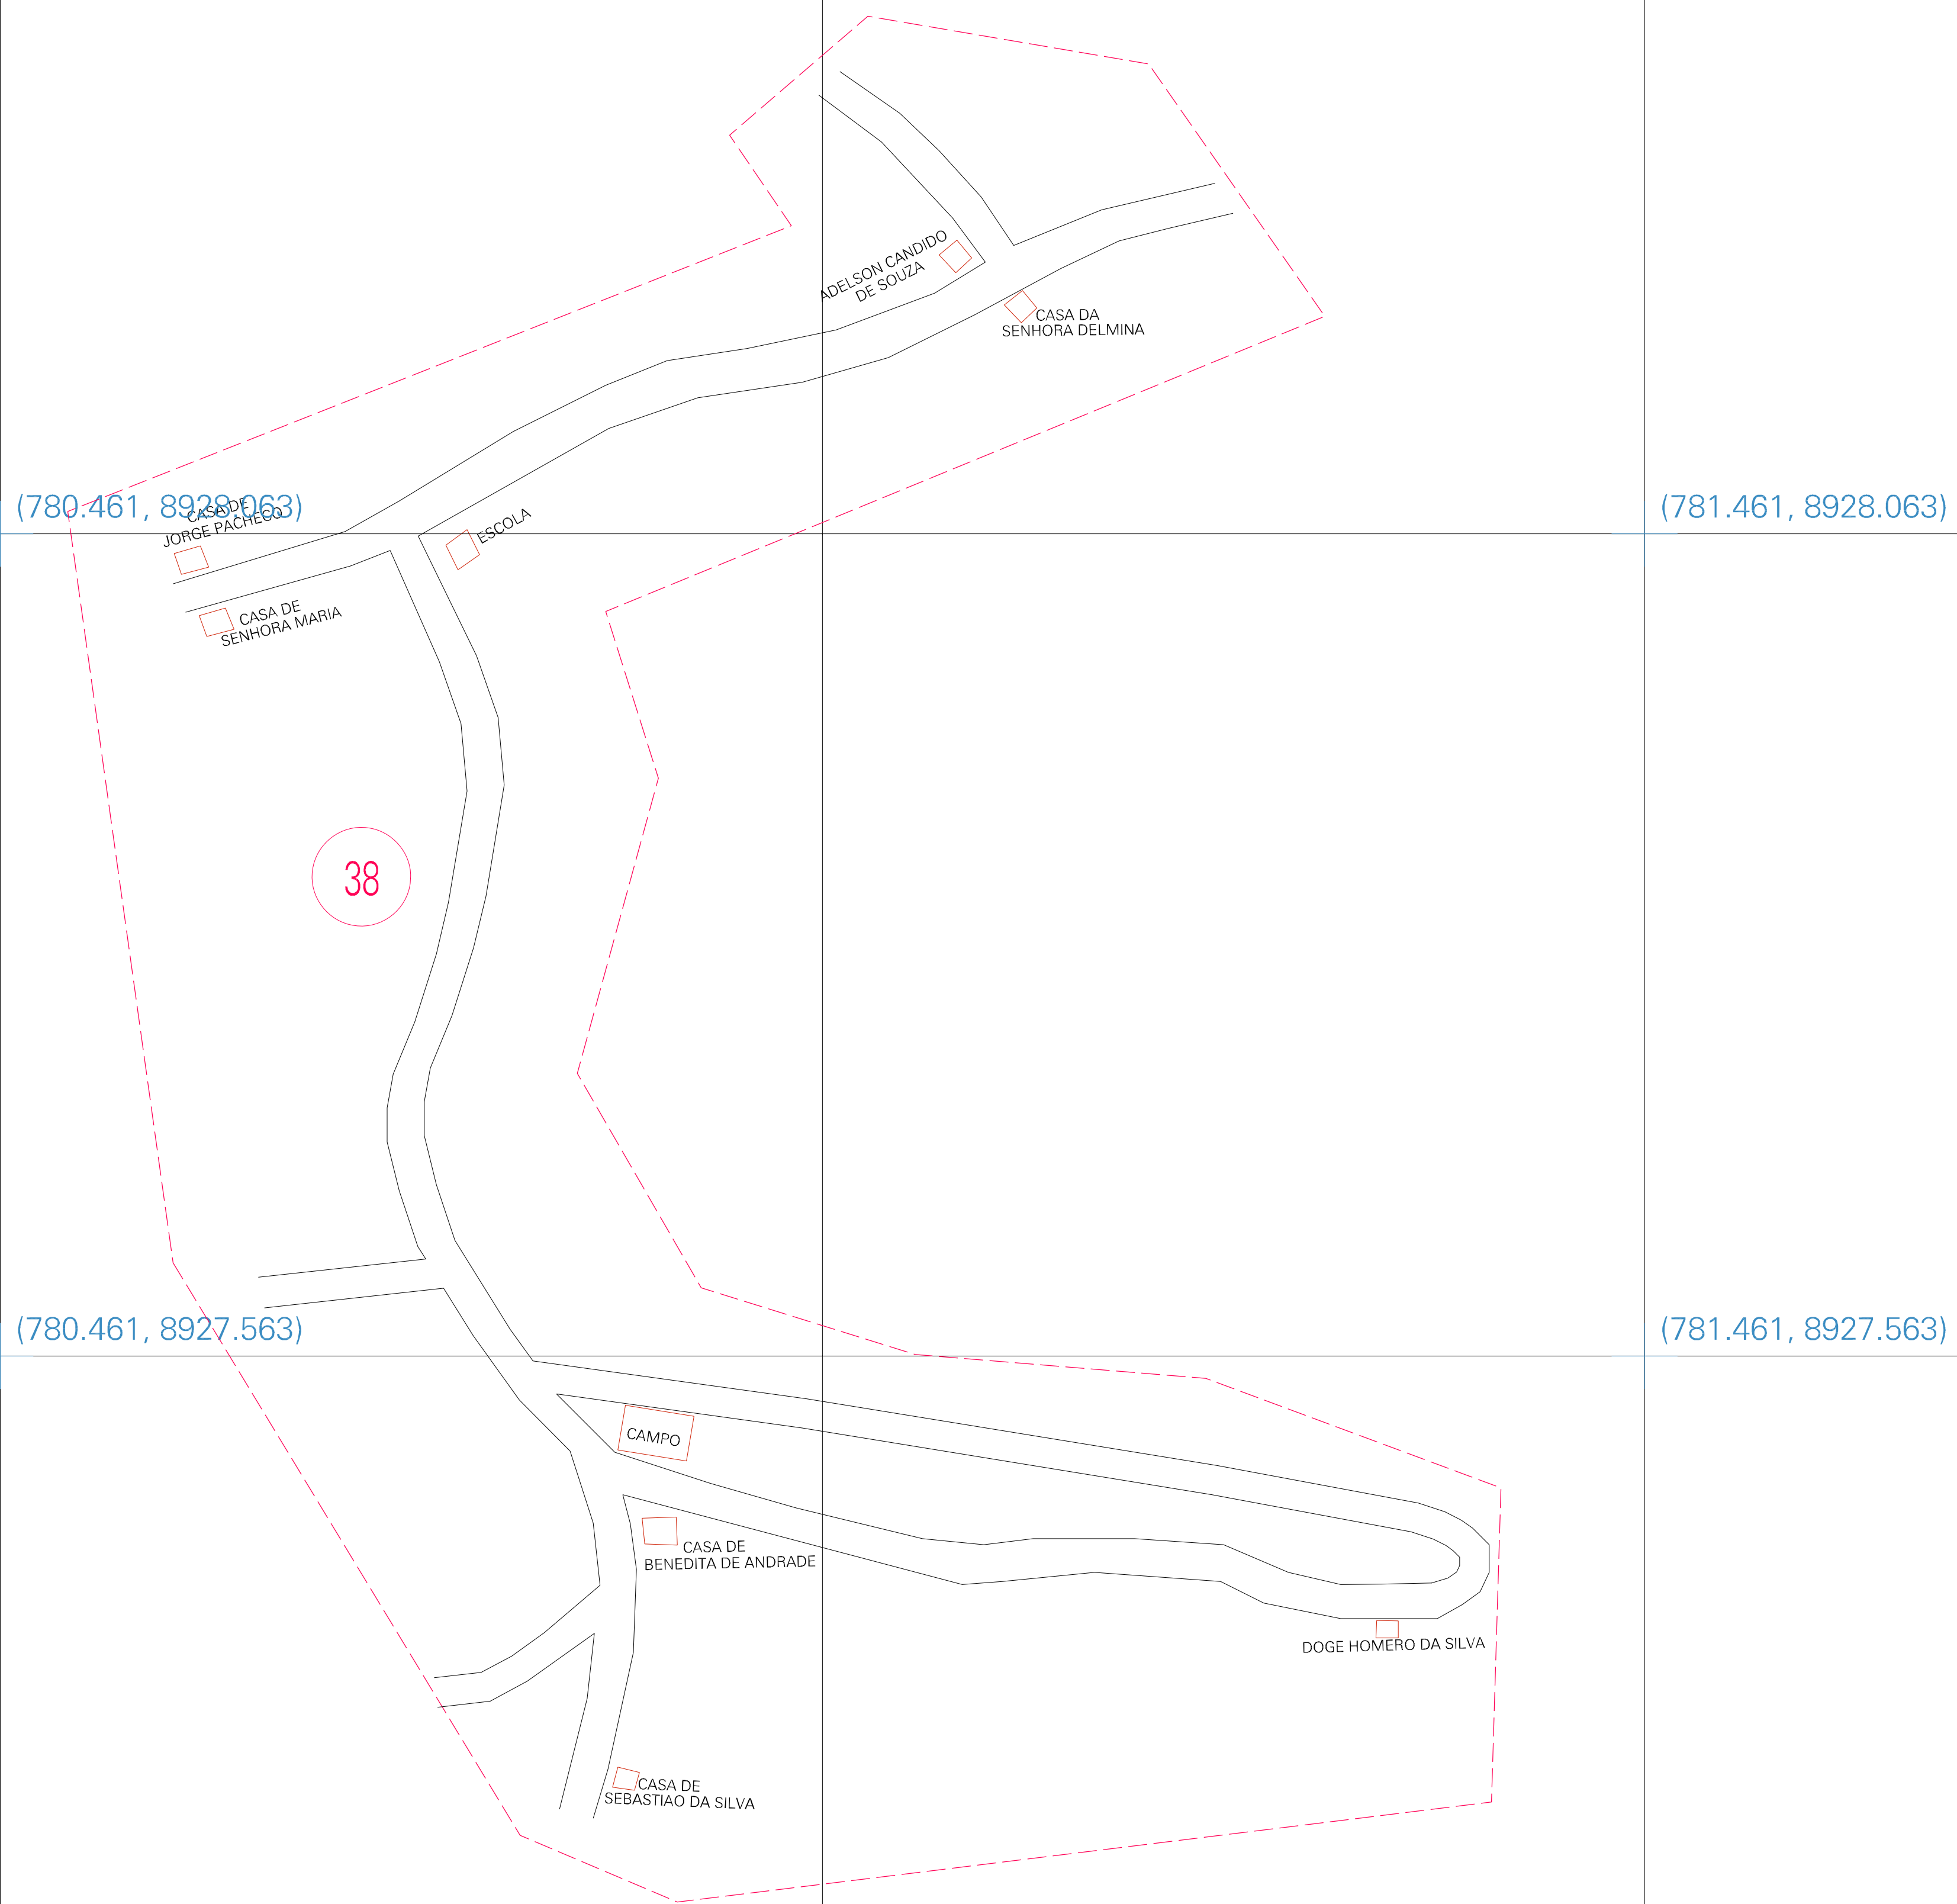 ADELSON CANDIDO
DE SOUZA
CASA DA
SENHORA DELMINA
(780.461, 8928.063)
(781.461, 8928.063)
CASA DE
JORGE PACHECO
ESCOLA
CASA DE
SENHORA MARIA
38
(780.461, 8927.563)
(781.461, 8927.563)
CAMPO
CASA DE
BENEDITA DE ANDRADE
DOGE HOMERO DA SILVA
CASA DE
SEBASTIAO DA SILVA